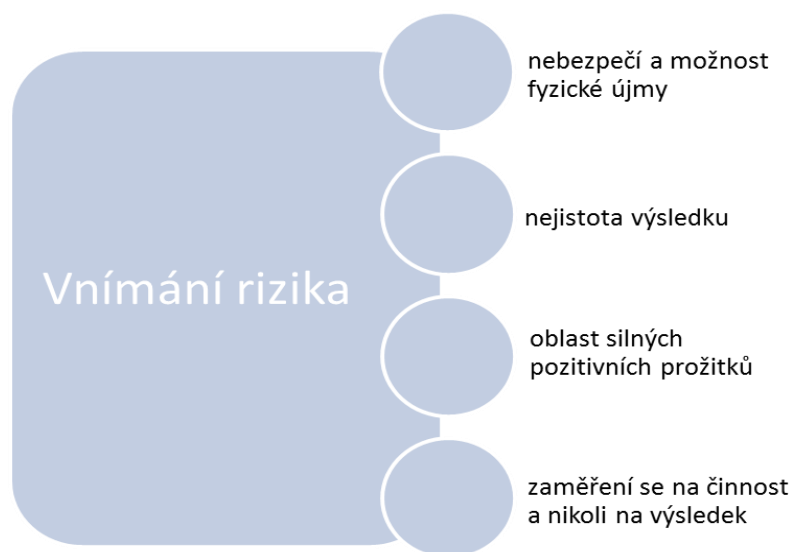 Vnímání rizika
nebezpečí a možnost
fyzické újmy
nejistota výsledku
oblast silných
pozitivních prožitků
zaměření se na činnost
a nikoli na výsledek